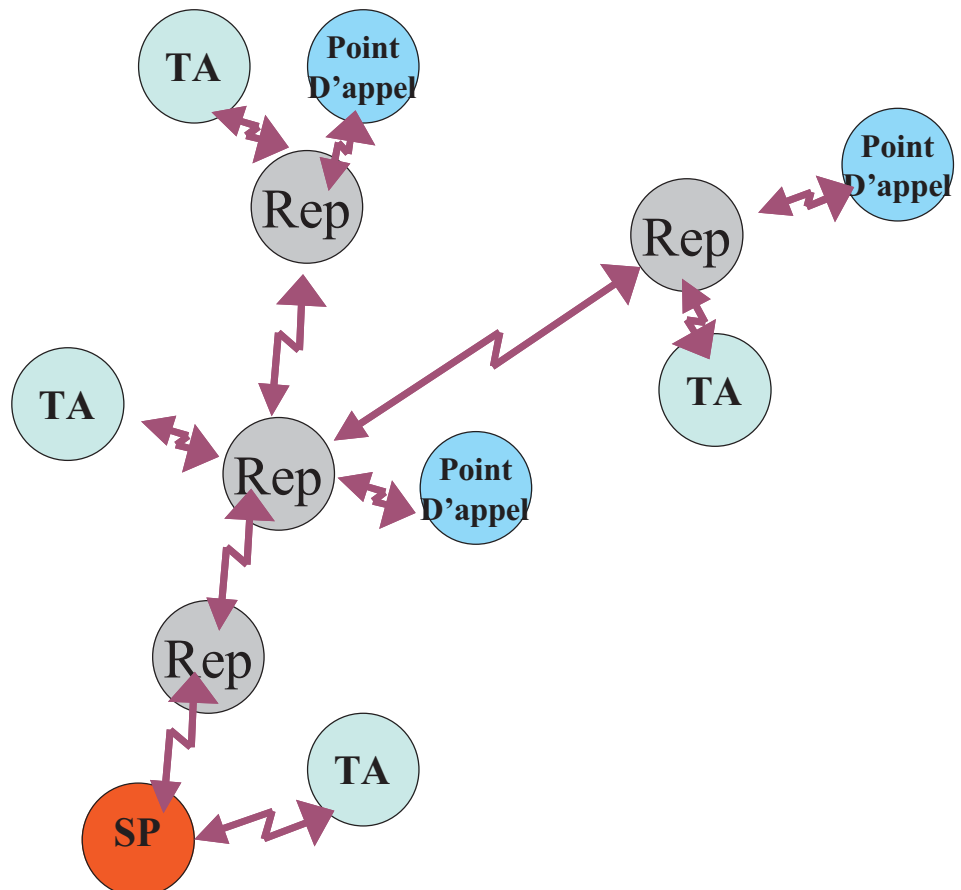 TA
Point
D’appel
Rep
Point
D’appel
Rep
TA
TA
Rep
Point
D’appel
Rep
TA
SP